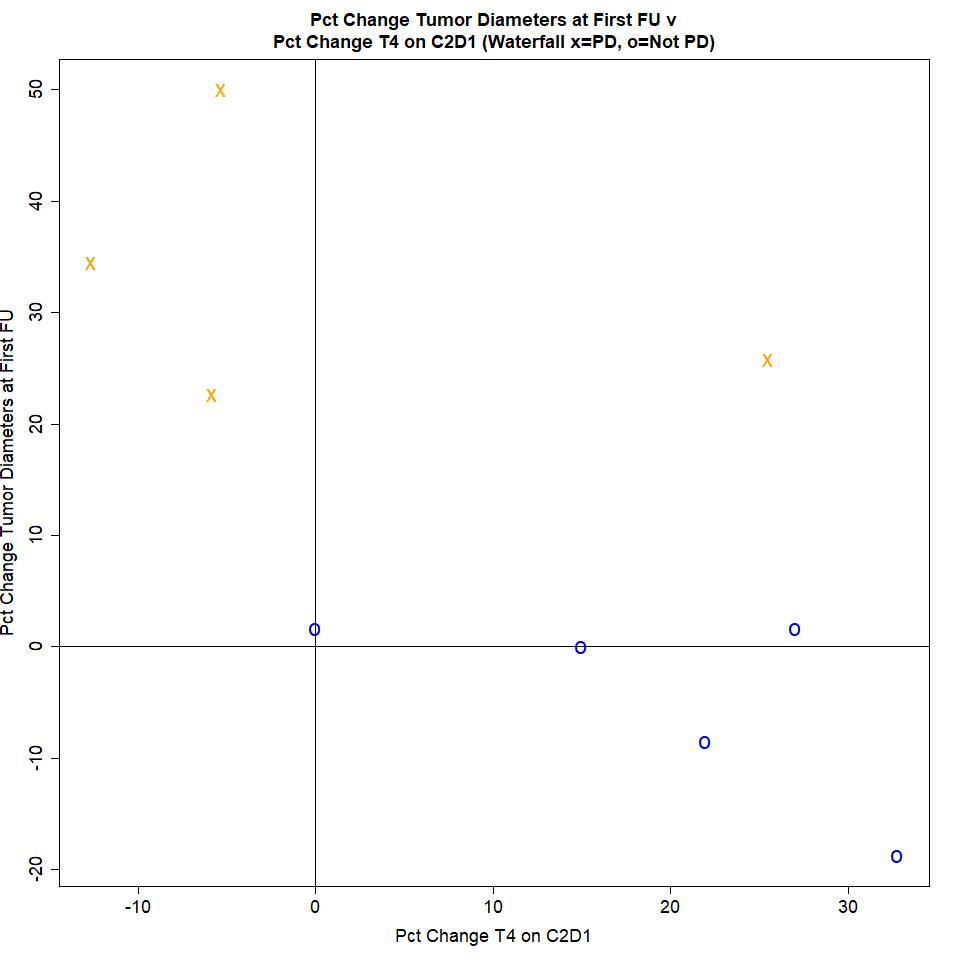 Pct Change Tumor Diameters at First FU v
Pct Change T4 on C2D1 (Waterfall x=PD, o=Not PD)
50
40
30
20
10
0
-10
-20
Pct Change Tumor Diameters at First FU
X
X
X
X
O
O
O
O
O
-10
0
10
20
30
Pct Change T4 on C2D1